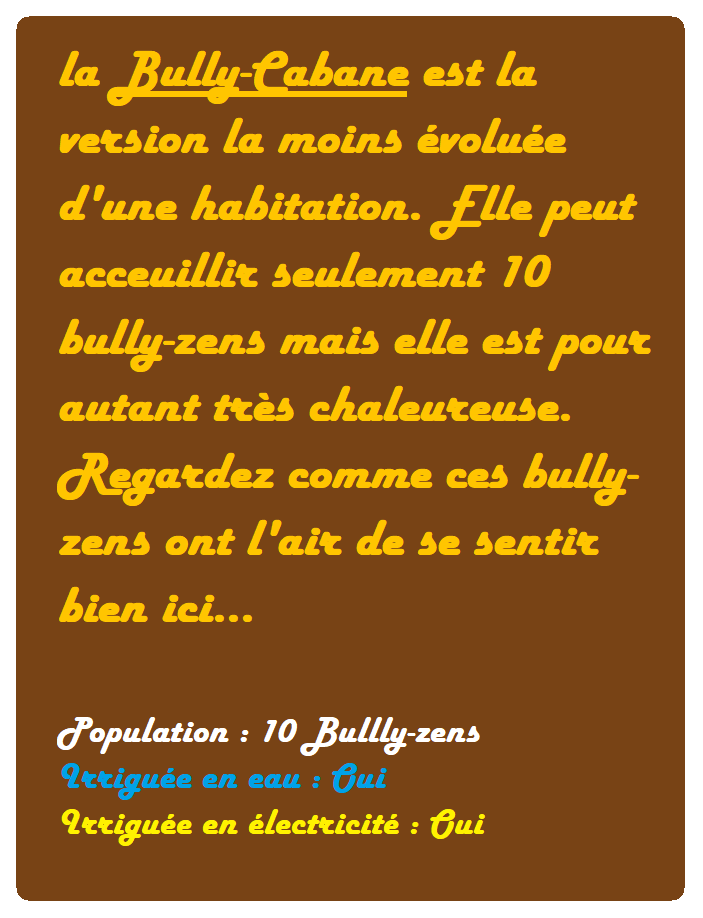 la Bully-Cabane est la
version la moins évoluée
d'une habitation. Elle peut
acceuillir seulement 10
bully-zens mais elle est pour
autant très chaleureuse.
Regardez comme ces bully-
zens ont l'air de se sentir
bien ici...
Population : 10 Bullly-zens
Irriguée en eau : Oui
Irriguée en électricité : Oui